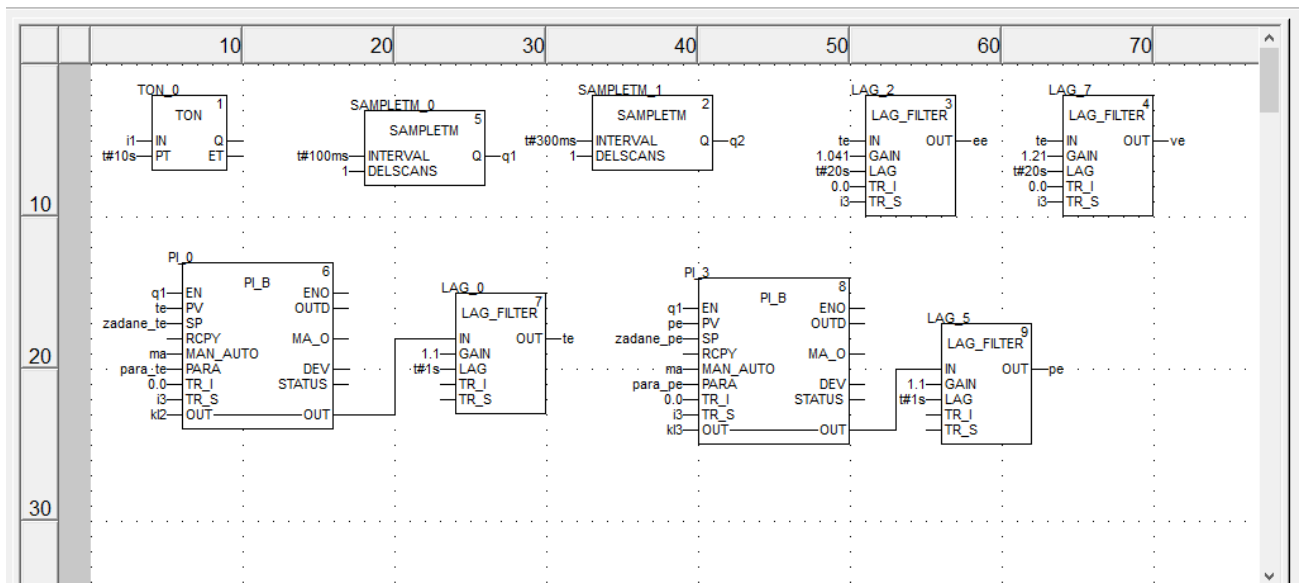 10 20 30 40 50 60 70
TON_0
1
TON
i1 IN Q
t#10s PT ET
SAMPLETM_0
5
SAMPLETM
t#100ms INTERVAL Q q1
1 DELSCANS
SAMPLETM_1
2
SAMPLETM
t#300ms INTERVAL Q q2
1 DELSCANS
LAG_2
3
LAG_FILTER
te IN OUT ee
1.041 GAIN
t#20s LAG
0.0 TR_I
i3 TR_S
LAG_7
4
LAG_FILTER
te IN OUT ve
1.21 GAIN
t#20s LAG
0.0 TR_I
i3 TR_S
10
PI_0
6
PI_B
q1 EN ENO
te PV OUTD
zadane_te SP
RCPY MA_O
ma MAN_AUTO
para_te PARA DEV
0.0 TR_I STATUS
i3 TR_S
kl2 OUT OUT
LAG_0
7
LAG_FILTER
IN OUT te
1.1 GAIN
t#1s LAG
TR_I
TR_S
PI_3
8
PI_B
q1 EN ENO
pe PV OUTD
zadane_pe SP
RCPY MA_O
ma MAN_AUTO
para_pe PARA DEV
0.0 TR_I STATUS
i3 TR_S
kl3 OUT OUT
LAG_5
9
LAG_FILTER
IN OUT pe
1.1 GAIN
t#1s LAG
TR_I
TR_S
20
30